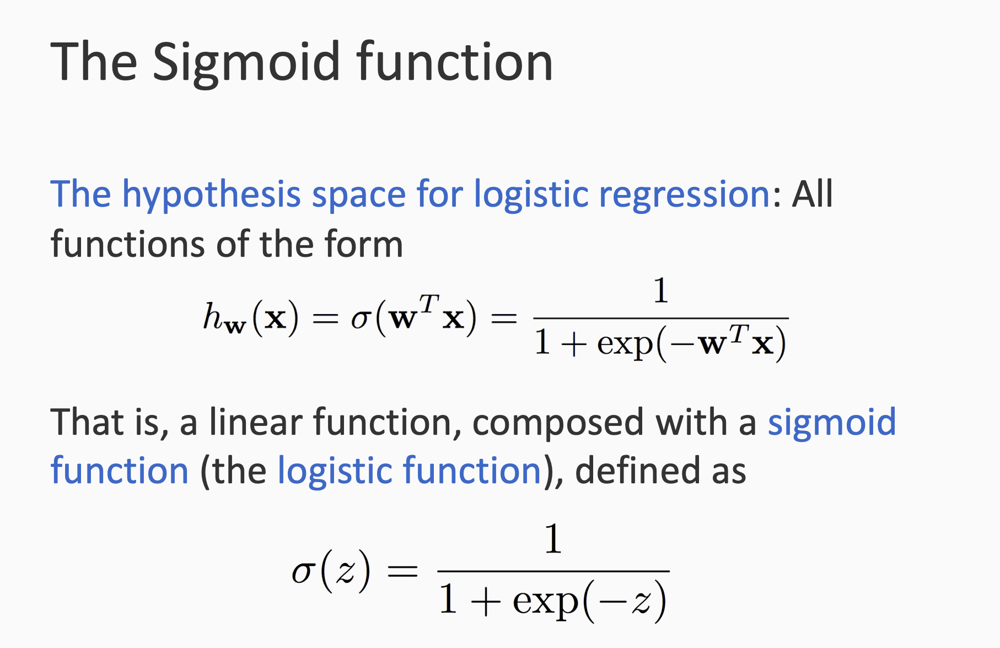 The Sigmoid function
The hypothesis space for logistic regression: All
functions of the form
$h_{\mathbf{w}}(\mathbf{x}) = \sigma(\mathbf{w}^T\mathbf{x}) = \frac{1}{1 + \exp(-\mathbf{w}^T\mathbf{x})}$
That is, a linear function, composed with a sigmoid
function (the logistic function), defined as
$\sigma(z) = \frac{1}{1 + \exp(-z)}$